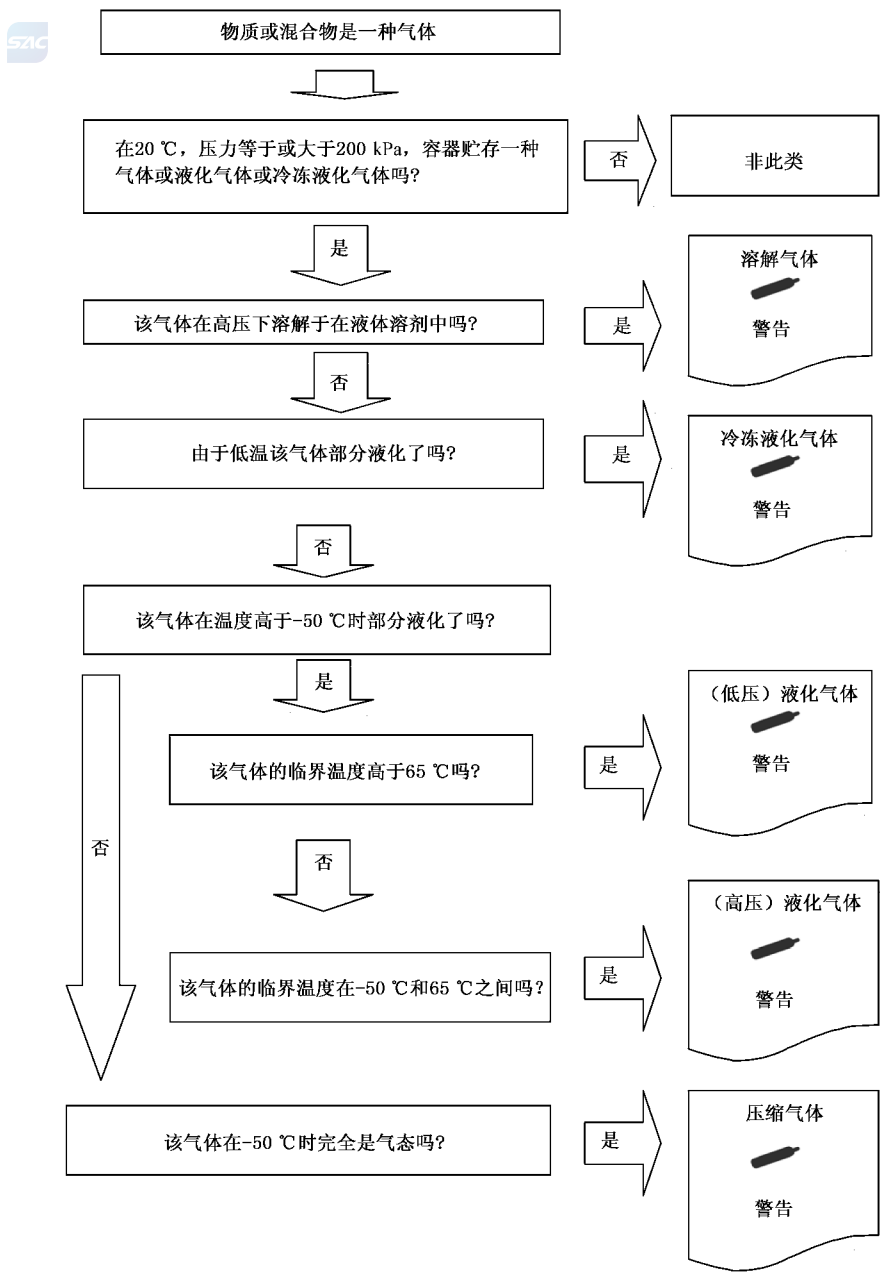 SAC
物质或混合物是一种气体
在20 ℃，压力等于或大于200 kPa，容器贮存一种
气体或液化气体或冷冻液化气体吗?
否
非此类
是
溶解气体
警告
该气体在高压下溶解于在液体溶剂中吗?
是
否
冷冻液化气体
警告
由于低温该气体部分液化了吗?
是
否
该气体在温度高于-50 ℃时部分液化了吗?
是
（低压）液化气体
警告
该气体的临界温度高于65 ℃吗?
是
否
否
（高压）液化气体
警告
该气体的临界温度在-50 ℃和65 ℃之间吗?
是
压缩气体
警告
该气体在-50 ℃时完全是气态吗?
是